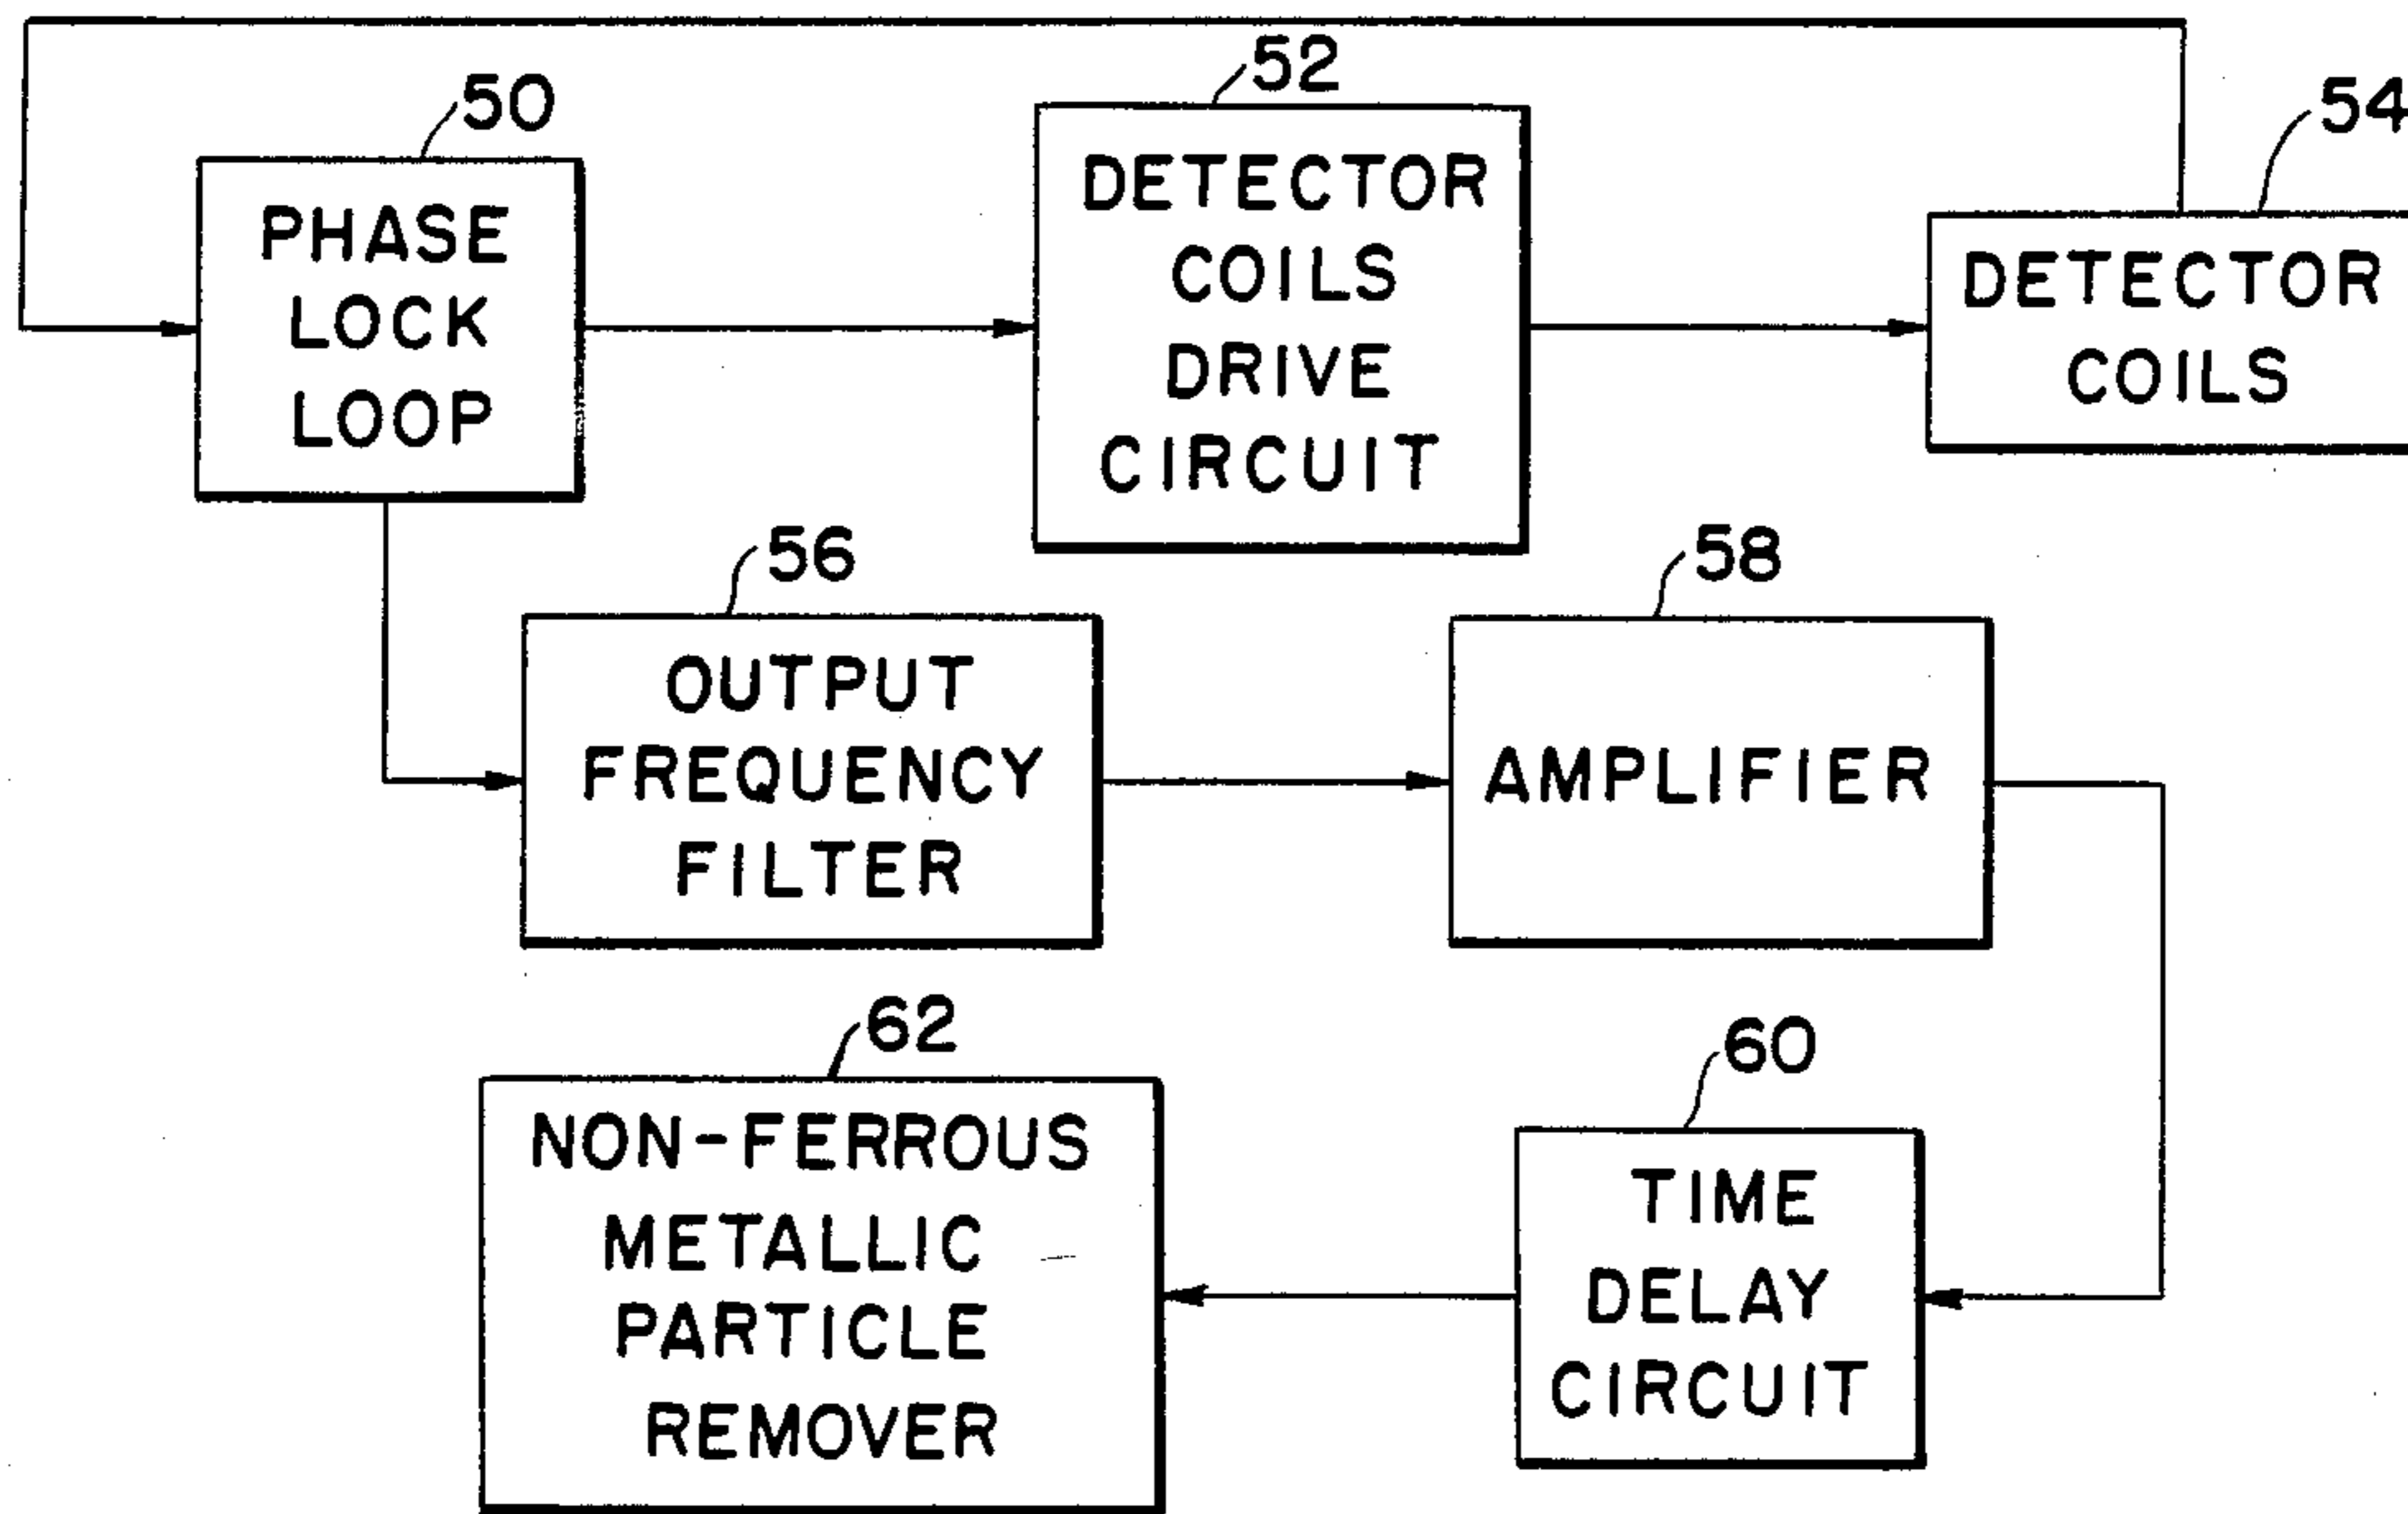 50
PHASE
LOCK
LOOP
52
DETECTOR
COILS
DRIVE
CIRCUIT
54
DETECTOR
COILS
56
OUTPUT
FREQUENCY
FILTER
58
AMPLIFIER
62
NON-FERROUS
METALLIC
PARTICLE
REMOVER
60
TIME
DELAY
CIRCUIT